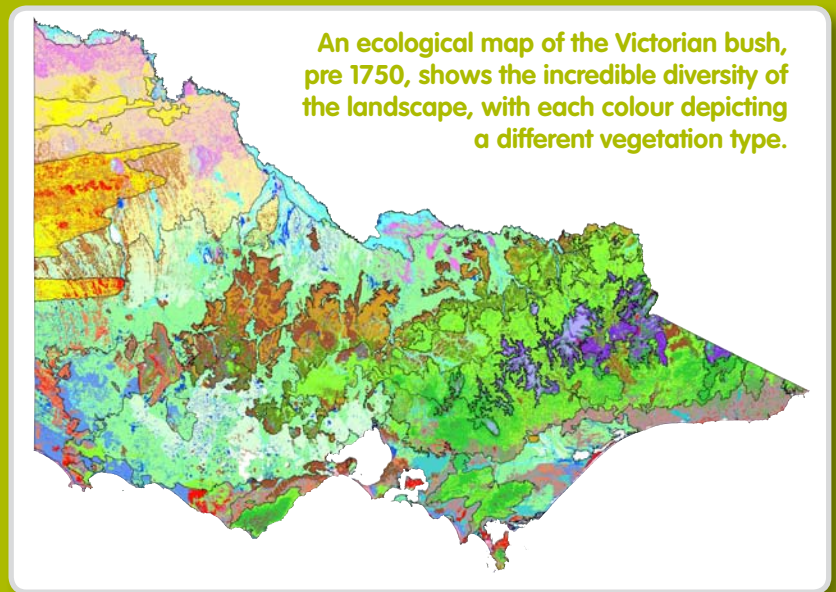 An ecological map of the Victorian bush,
pre 1750, shows the incredible diversity of
the landscape, with each colour depicting
a different vegetation type.